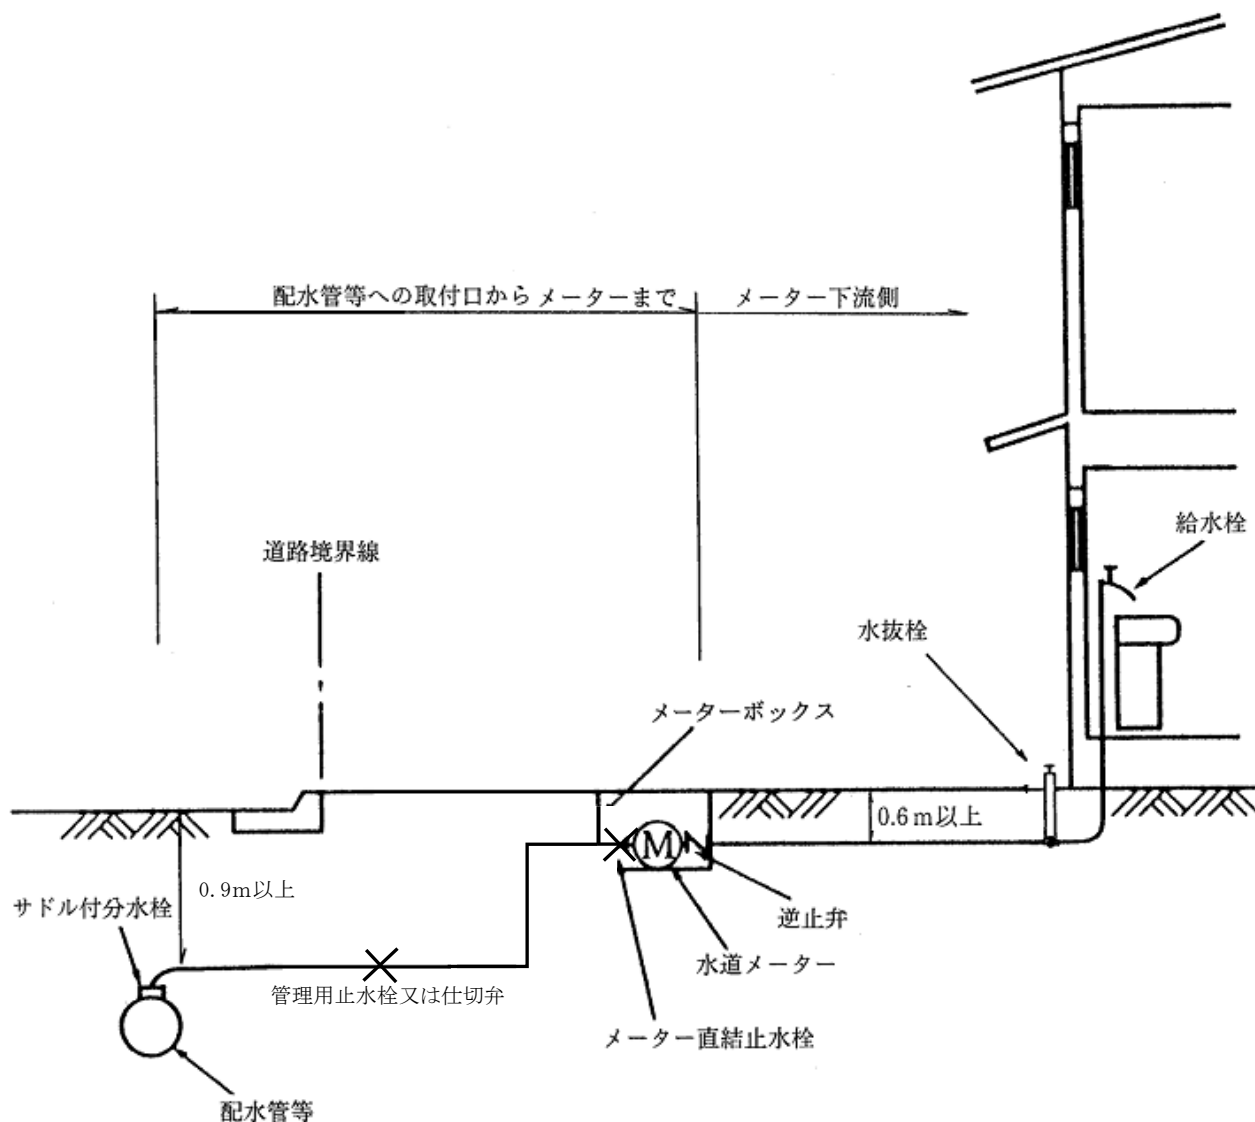 配水管等への取付口からメーターまで
メーター下流側
道路境界線
給水栓
水抜栓
メーターボックス
0.6m以上
M
0.9m以上
サドル付分水栓
逆止弁
水道メーター
管理用止水栓又は仕切弁
メーター直結止水栓
配水管等